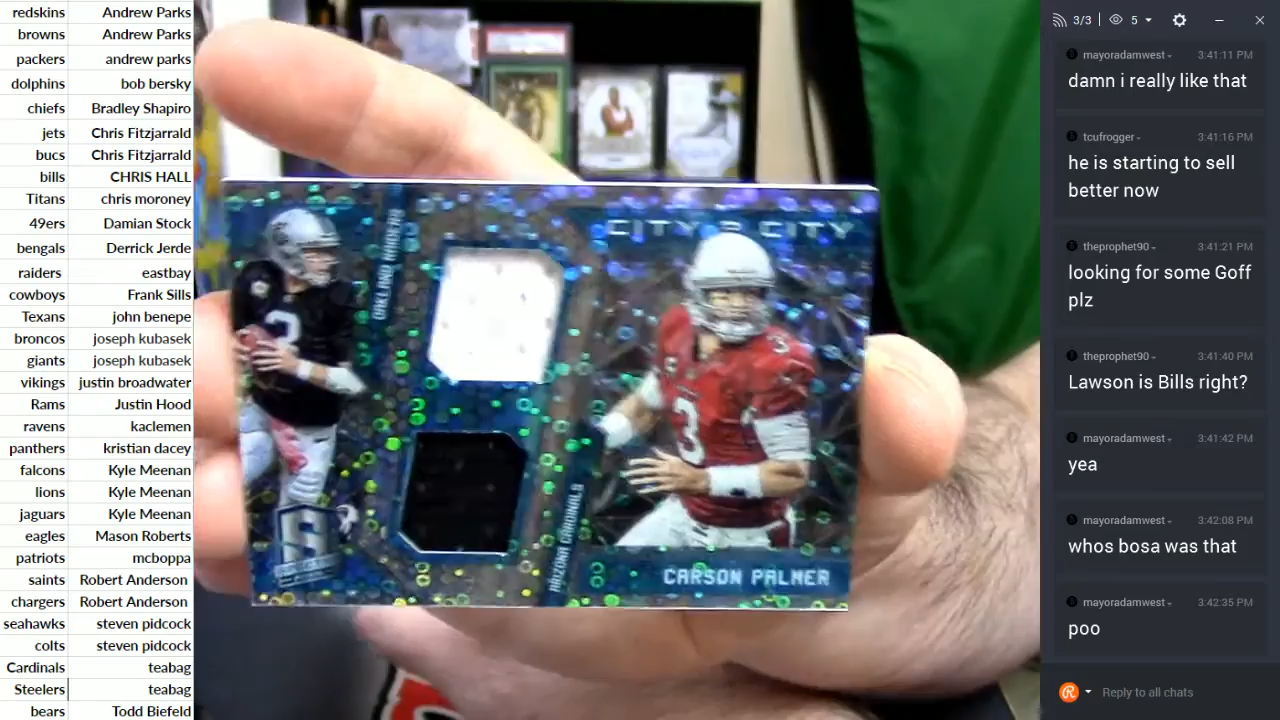 redskins Andrew Parks
browns Andrew Parks
packers andrew parks
dolphins bob bersky
chiefs Bradley Shapiro
jets Chris Fitzjarrald
bucs Chris Fitzjarrald
bills CHRIS HALL
Titans chris moroney
49ers Damian Stock
bengals Derrick Jerde
raiders eastbay
cowboys Frank Sills
Texans john benepe
broncos joseph kubasek
giants joseph kubasek
vikings justin broadwater
Rams Justin Hood
ravens kaclemen
panthers kristian dacey
falcons Kyle Meenan
lions Kyle Meenan
jaguars Kyle Meenan
eagles Mason Roberts
patriots mcboppa
saints Robert Anderson
chargers Robert Anderson
seahawks steven pidcock
colts steven pidcock
Cardinals teabag
Steelers teabag
bears Todd Biefeld
OAKLAND RAIDERS
CITY 2 CITY
3
3
ARIZONA CARDINALS
CARSON PALMER
3/3 5
mayoradamwest 3:41:11 PM
damn i really like that
tcufrogger 3:41:16 PM
he is starting to sell
better now
theprophet90 3:41:21 PM
looking for some Goff
plz
theprophet90 3:41:40 PM
Lawson is Bills right?
mayoradamwest 3:41:42 PM
yea
mayoradamwest 3:42:08 PM
whos bosa was that
mayoradamwest 3:42:35 PM
poo
Reply to all chats